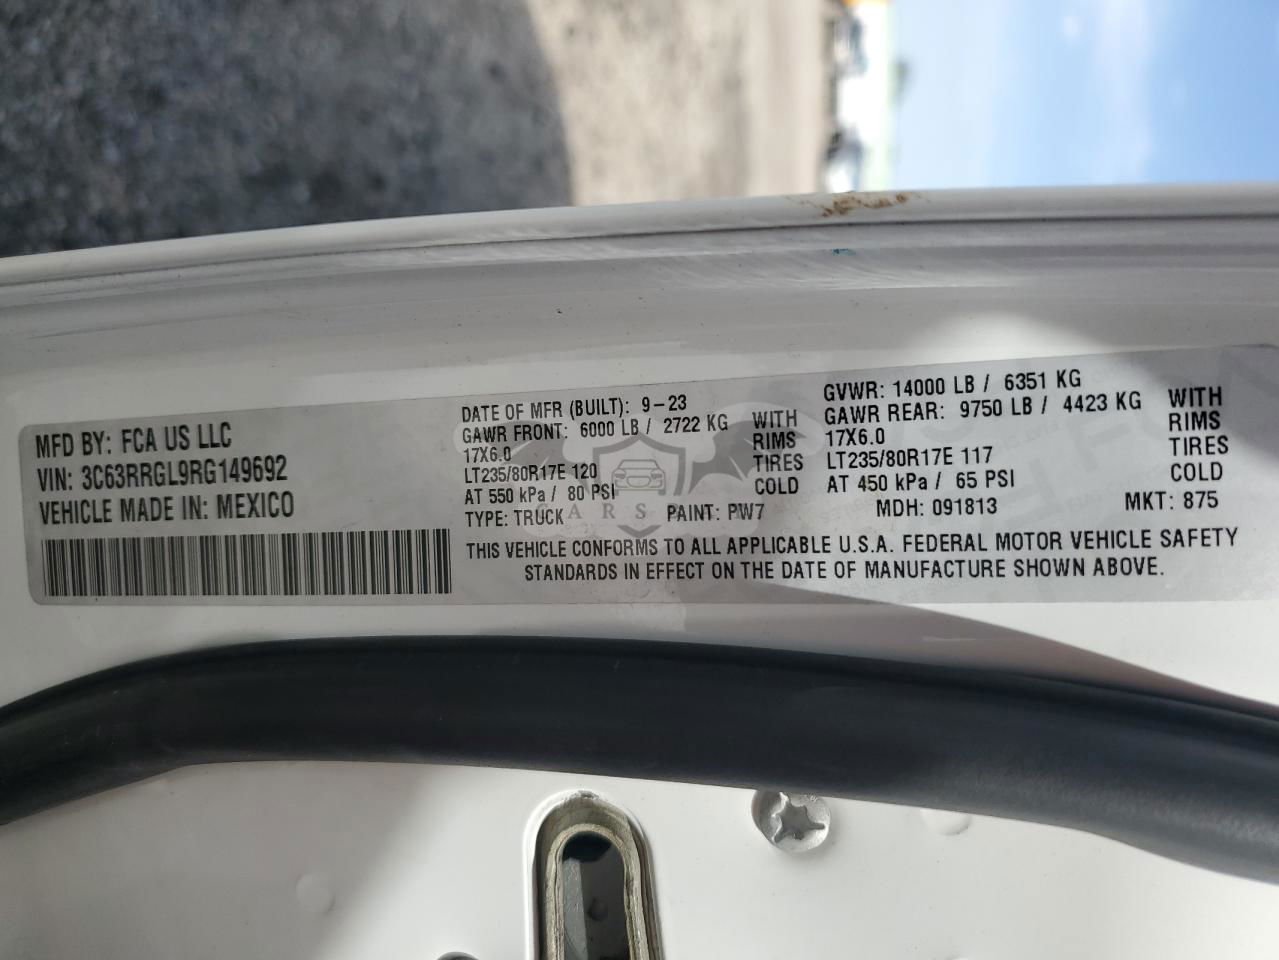 MFD BY: FCA US LLC
VIN: 3C63RRGL9RG149692
VEHICLE MADE IN: MEXICO
DATE OF MFR (BUILT): 9-23
GAWR FRONT: 6000 LB / 2722 KG WITH
17X6.0 RIMS
LT235/80R17E 120 TIRES
AT 550 kPa / 80 PSI COLD
TYPE: TRUCK PAINT: PW7
GVWR: 14000 LB / 6351 KG
GAWR REAR: 9750 LB / 4423 KG WITH
17X6.0 RIMS
LT235/80R17E 117 TIRES
AT 450 kPa / 65 PSI COLD
MDH: 091813 MKT: 875
THIS VEHICLE CONFORMS TO ALL APPLICABLE U.S.A. FEDERAL MOTOR VEHICLE SAFETY
STANDARDS IN EFFECT ON THE DATE OF MANUFACTURE SHOWN ABOVE.
CARS